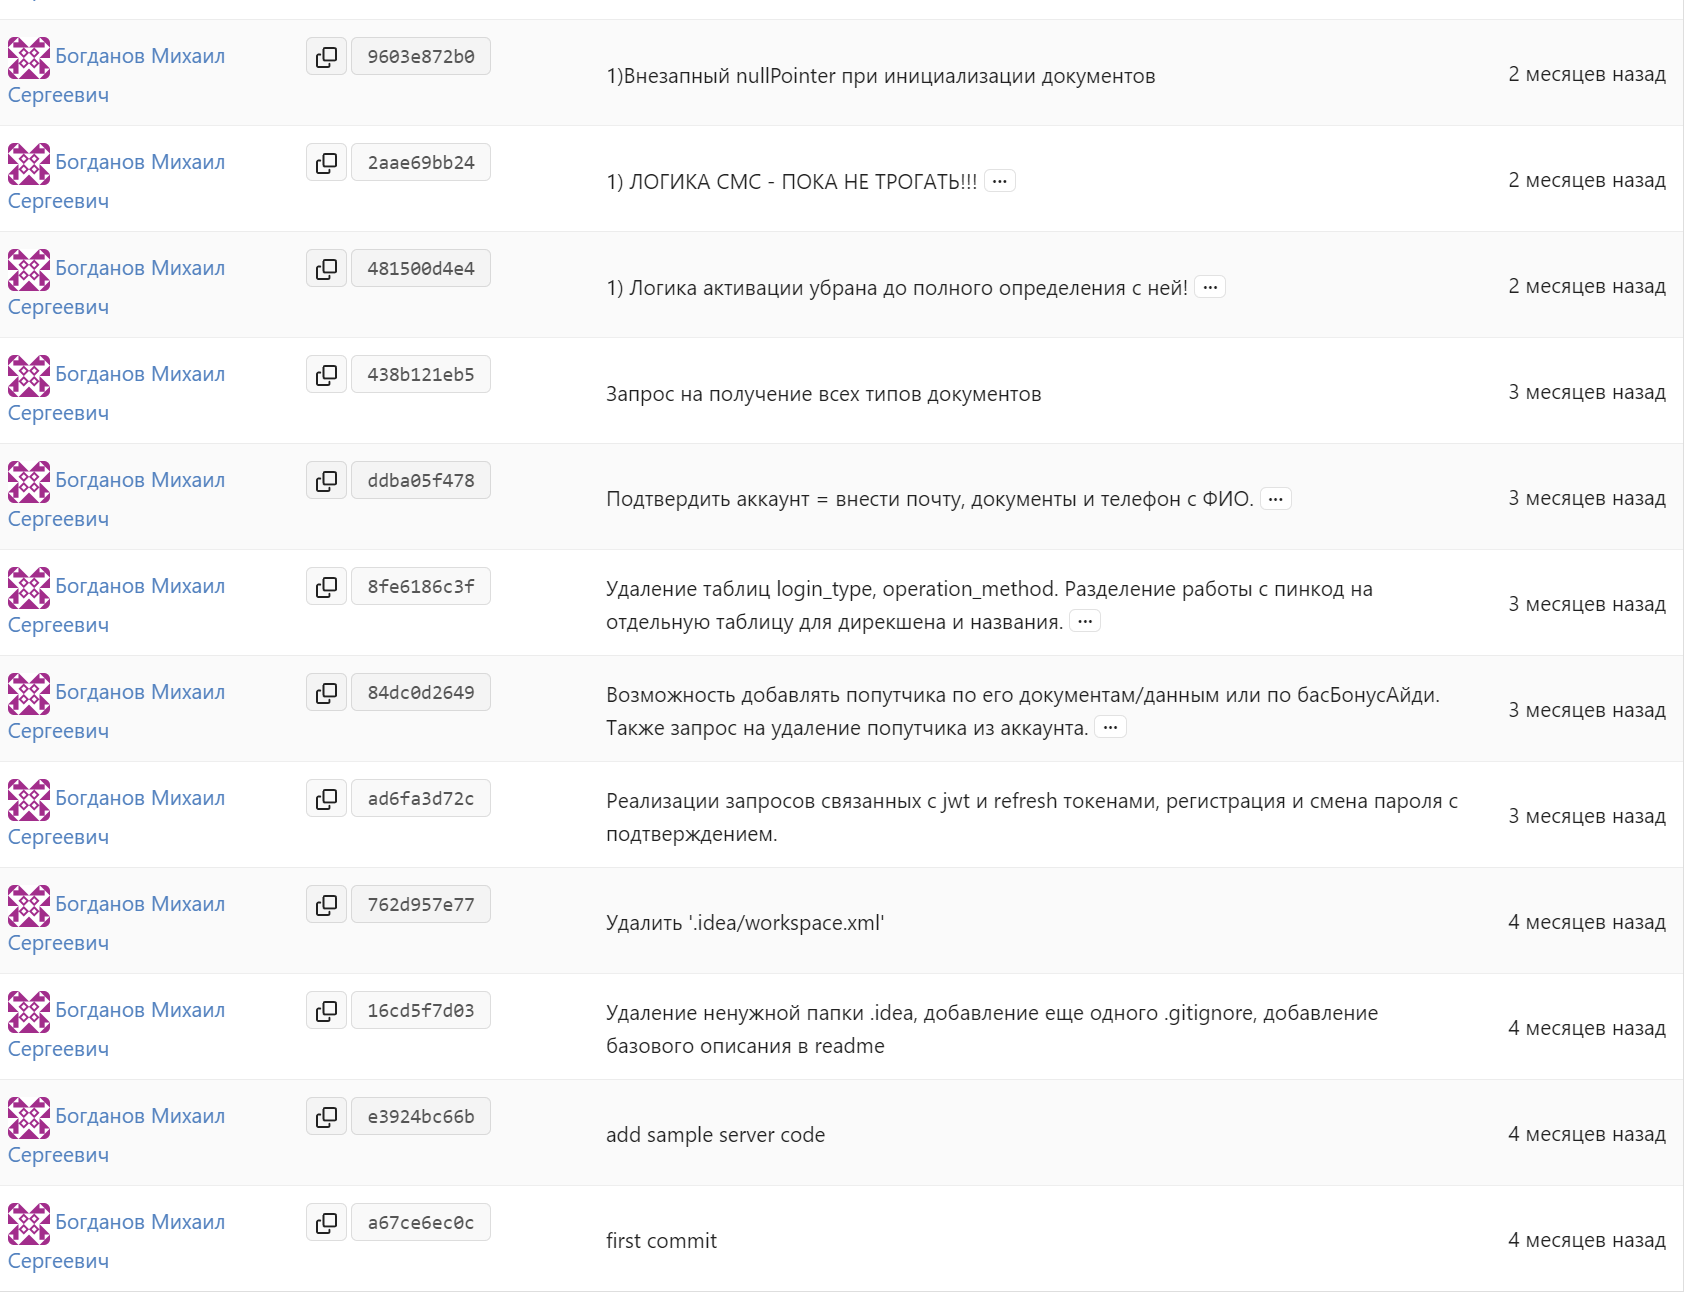 Богданов Михаил
Сергеевич
9603e872b0
1)Внезапный nullPointer при инициализации документов
2 месяцев назад
Богданов Михаил
Сергеевич
2aae69bb24
1) ЛОГИКА СМС - ПОКА НЕ ТРОГАТЬ!!! ...
2 месяцев назад
Богданов Михаил
Сергеевич
481500d4e4
1) Логика активации убрана до полного определения с ней! ...
2 месяцев назад
Богданов Михаил
Сергеевич
438b121eb5
Запрос на получение всех типов документов
3 месяцев назад
Богданов Михаил
Сергеевич
ddba05f478
Подтвердить аккаунт = внести почту, документы и телефон с ФИО. ...
3 месяцев назад
Богданов Михаил
Сергеевич
8fe6186c3f
Удаление таблиц login_type, operation_method. Разделение работы с пинкод на
отдельную таблицу для дирекшена и названия. ...
3 месяцев назад
Богданов Михаил
Сергеевич
84dc0d2649
Возможность добавлять попутчика по его документам/данным или по басБонусАйди.
Также запрос на удаление попутчика из аккаунта. ...
3 месяцев назад
Богданов Михаил
Сергеевич
ad6fa3d72c
Реализации запросов связанных с jwt и refresh токенами, регистрация и смена пароля с
подтверждением.
3 месяцев назад
Богданов Михаил
Сергеевич
762d957e77
Удалить '.idea/workspace.xml'
4 месяцев назад
Богданов Михаил
Сергеевич
16cd5f7d03
Удаление ненужной папки .idea, добавление еще одного .gitignore, добавление
базового описания в readme
4 месяцев назад
Богданов Михаил
Сергеевич
e3924bc66b
add sample server code
4 месяцев назад
Богданов Михаил
Сергеевич
a67ce6ec0c
first commit
4 месяцев назад